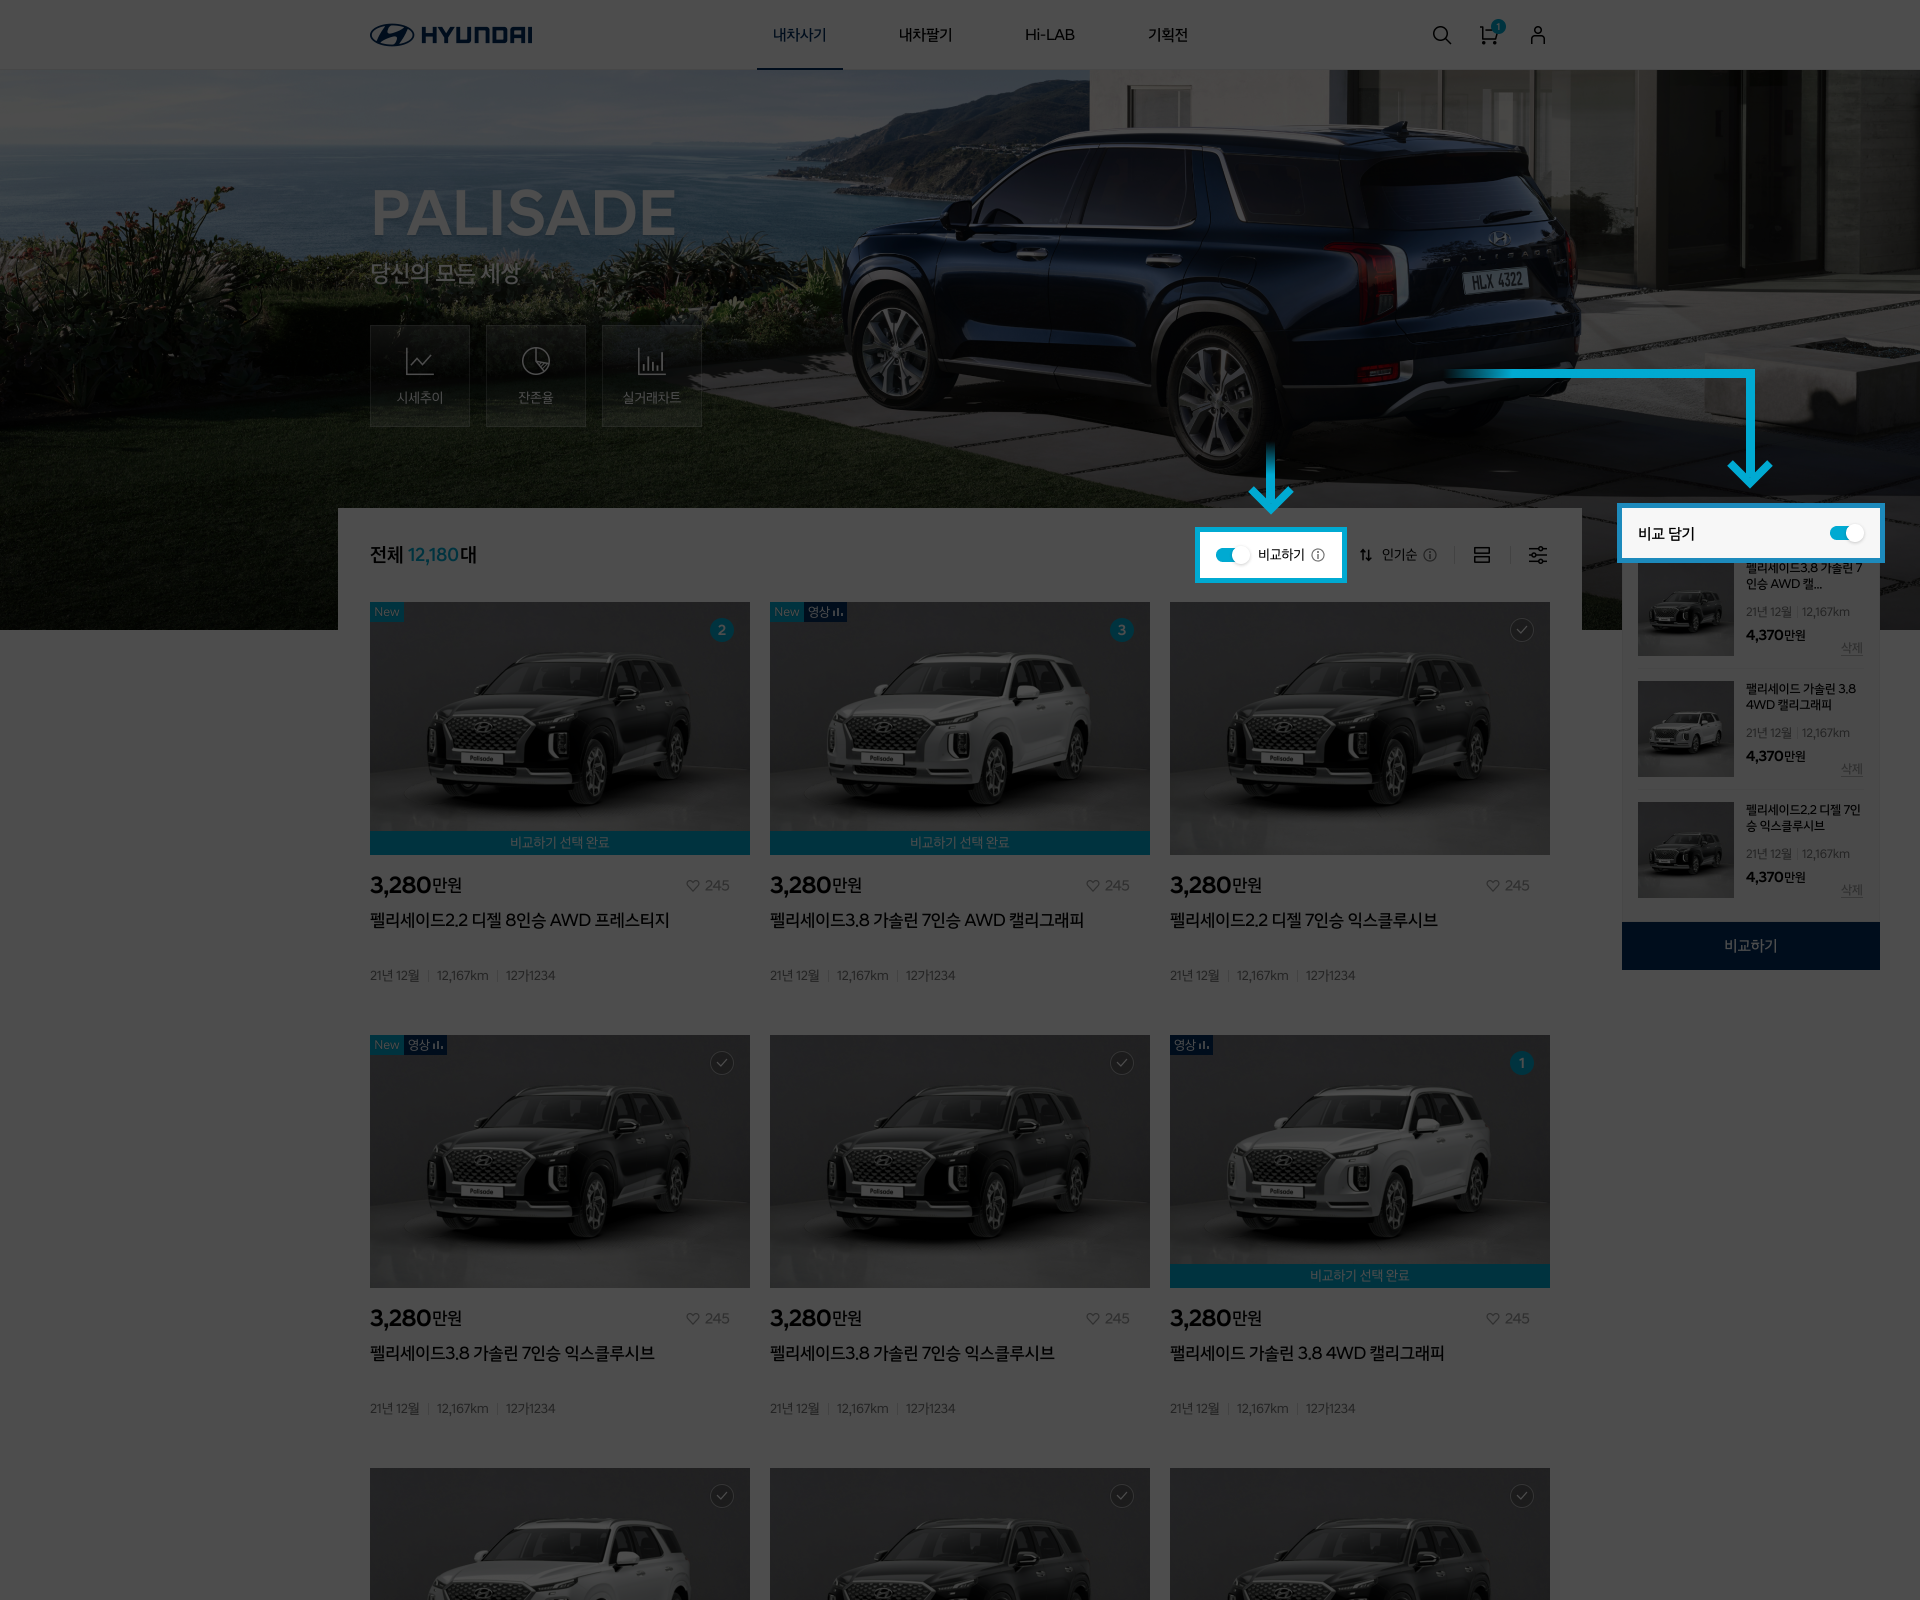 HYUNDAI
내차사기
내차팔기
Hi-LAB
기획전
1
PALISADE
당신의 모든 세상
HLX 4322
시세추이
잔존율
실거래차트
전체 12,180대
비교하기
인기순
비교 담기
New
2
Palisade
비교하기 선택 완료
3,280만원
245
펠리세이드2.2 디젤 8인승 AWD 프레스티지
21년 12월 | 12,167km | 12가1234
New 영상
3
Palisade
비교하기 선택 완료
3,280만원
245
펠리세이드3.8 가솔린 7인승 AWD 캘리그래피
21년 12월 | 12,167km | 12가1234
Palisade
3,280만원
245
펠리세이드2.2 디젤 7인승 익스클루시브
21년 12월 | 12,167km | 12가1234
펠리세이드3.8 가솔린 7
인승 AWD 캘...
21년 12월 | 12,167km
4,370만원
삭제
팰리세이드 가솔린 3.8
4WD 캘리그래피
21년 12월 | 12,167km
4,370만원
삭제
펠리세이드2.2 디젤 7인
승 익스클루시브
21년 12월 | 12,167km
4,370만원
삭제
비교하기
New 영상
Palisade
3,280만원
245
펠리세이드3.8 가솔린 7인승 익스클루시브
21년 12월 | 12,167km | 12가1234
Palisade
3,280만원
245
펠리세이드3.8 가솔린 7인승 익스클루시브
21년 12월 | 12,167km | 12가1234
영상
1
Palisade
비교하기 선택 완료
3,280만원
245
팰리세이드 가솔린 3.8 4WD 캘리그래피
21년 12월 | 12,167km | 12가1234